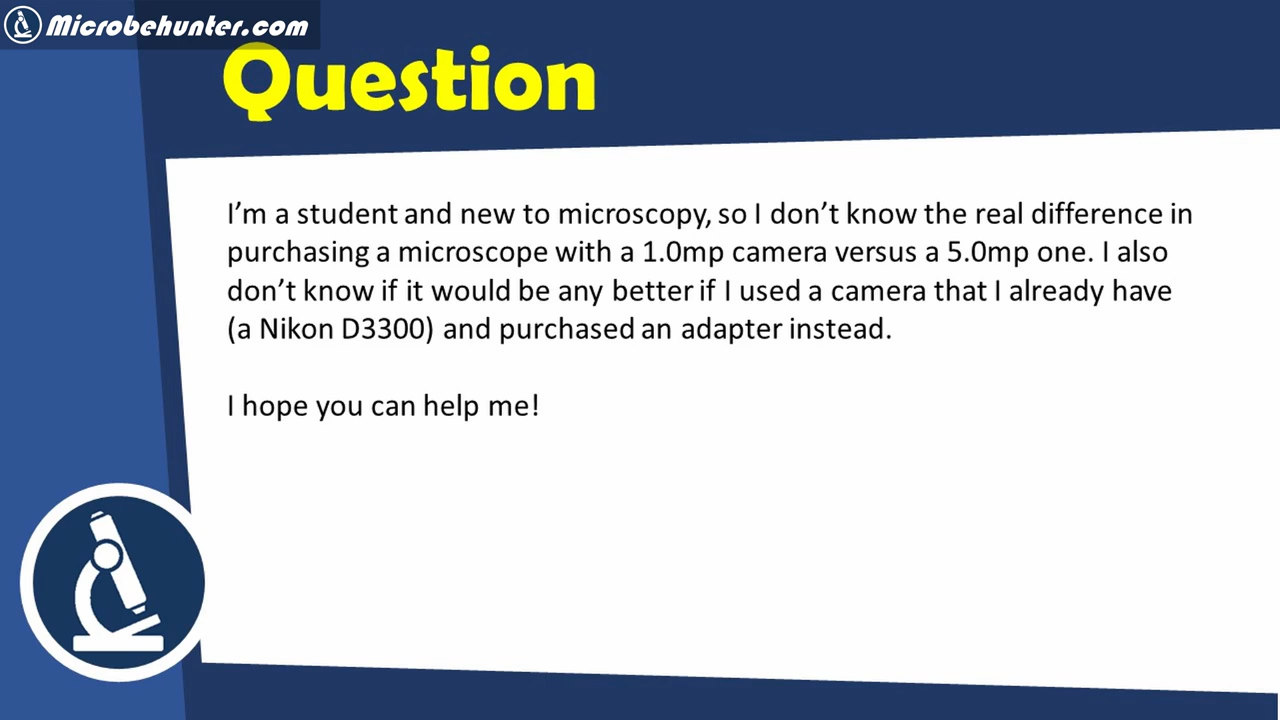 Microbehunter.com
Question
I’m a student and new to microscopy, so I don’t know the real difference in
purchasing a microscope with a 1.0mp camera versus a 5.0mp one. I also
don’t know if it would be any better if I used a camera that I already have
(a Nikon D3300) and purchased an adapter instead.
I hope you can help me!